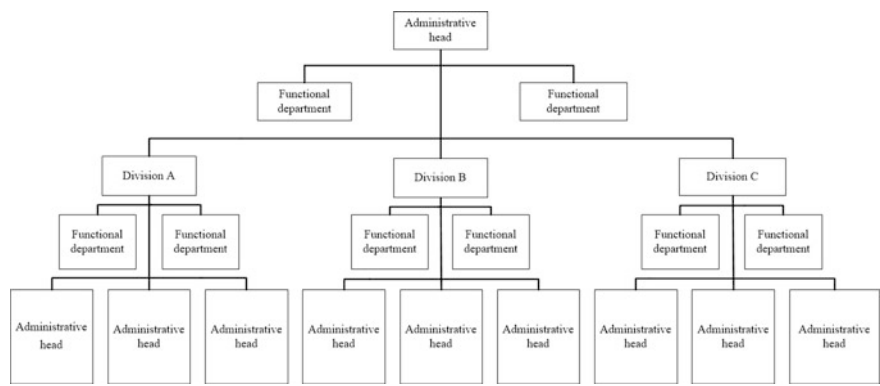 Administrative
head
Functional
department
Functional
department
Division A
Division B
Division C
Functional
department
Functional
department
Functional
department
Functional
department
Functional
department
Functional
department
Administrative
head
Administrative
head
Administrative
head
Administrative
head
Administrative
head
Administrative
head
Administrative
head
Administrative
head
Administrative
head